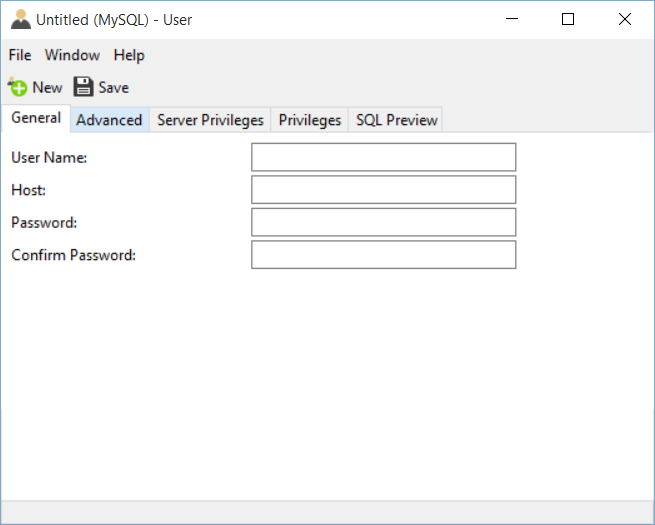 Untitled (MySQL) - User
File Window Help
New Save
General Advanced Server Privileges Privileges SQL Preview
User Name:
Host:
Password:
Confirm Password: